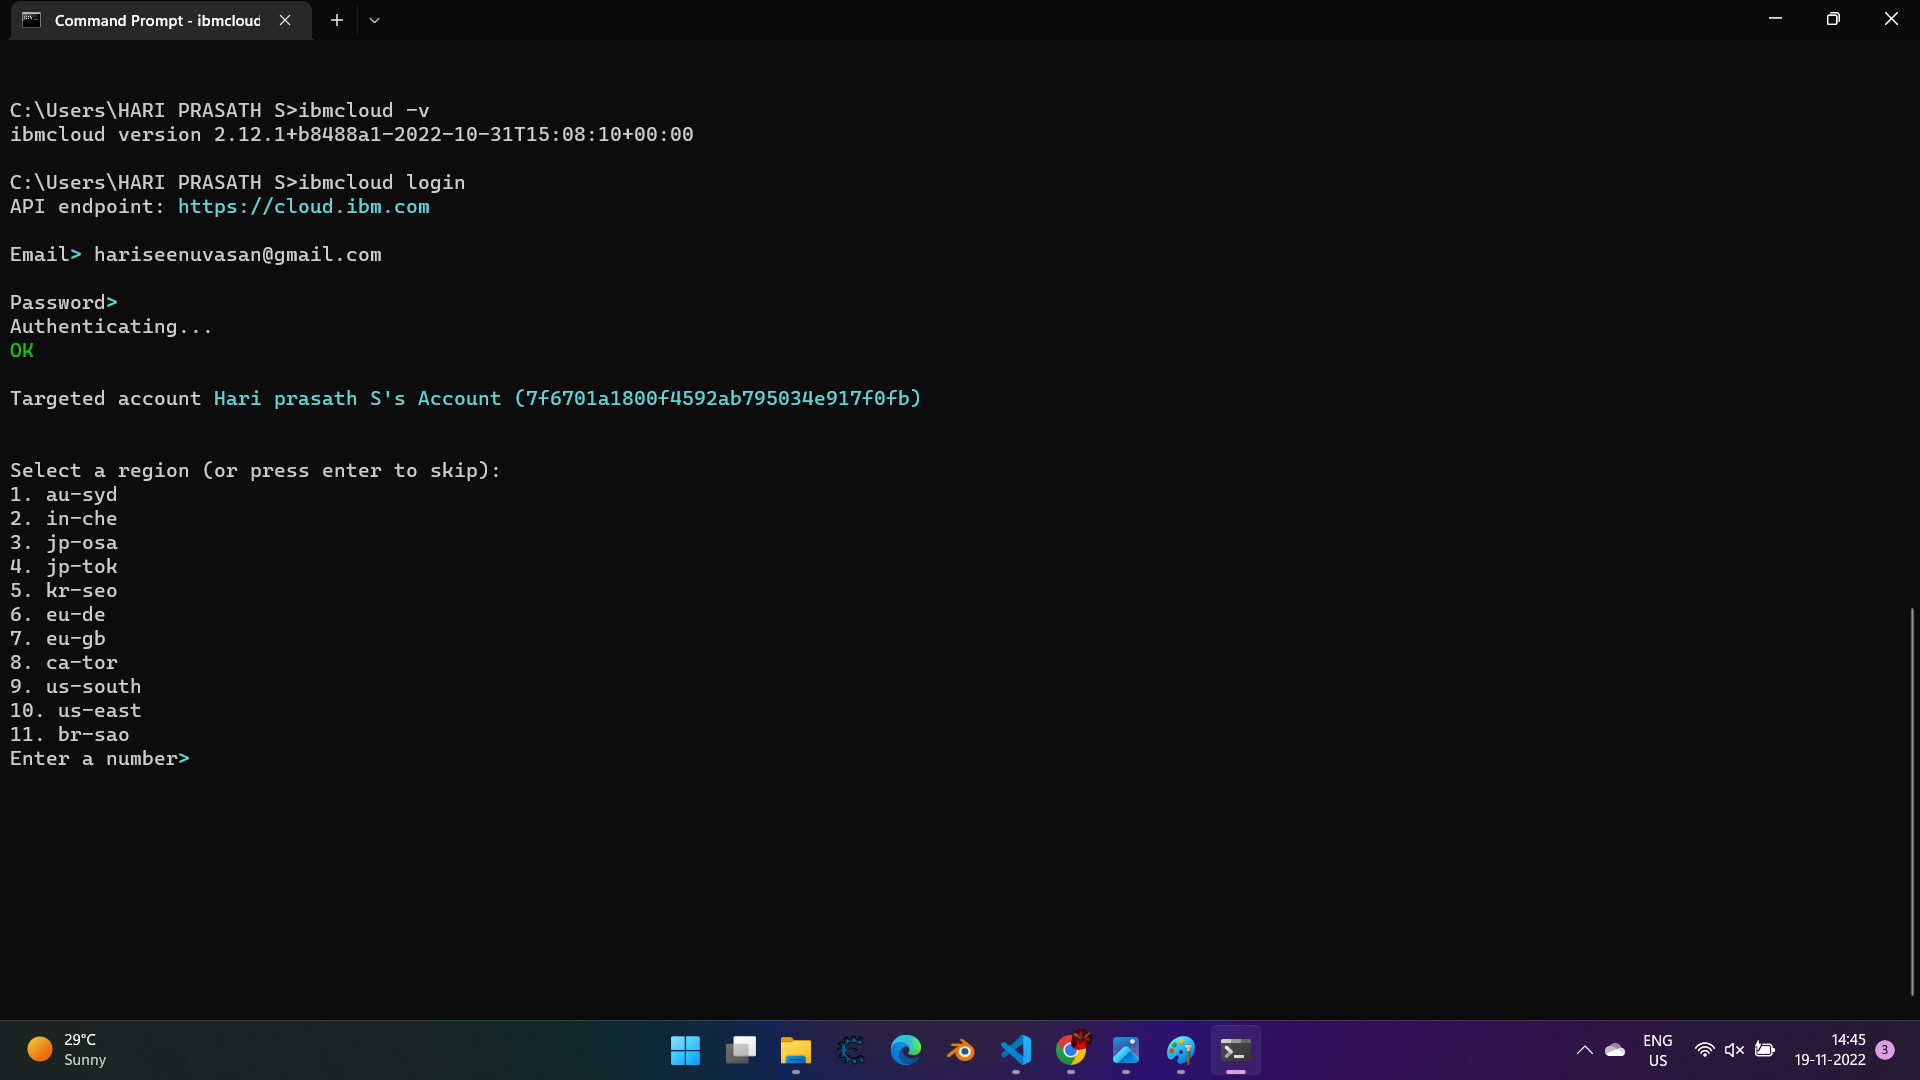 Command Prompt - ibmcloud
C:\Users\HARI PRASATH S>ibmcloud -v
ibmcloud version 2.12.1+b8488a1-2022-10-31T15:08:10+00:00
C:\Users\HARI PRASATH S>ibmcloud login
API endpoint: https://cloud.ibm.com
Email> hariseenuvasan@gmail.com
Password>
Authenticating...
OK
Targeted account Hari prasath S's Account (7f6701a1800f4592ab795034e917f0fb)
Select a region (or press enter to skip):
1. au-syd
2. in-che
3. jp-osa
4. jp-tok
5. kr-seo
6. eu-de
7. eu-gb
8. ca-tor
9. us-south
10. us-east
11. br-sao
Enter a number>
29°C
Sunny
ENG
US
14:45
19-11-2022
3